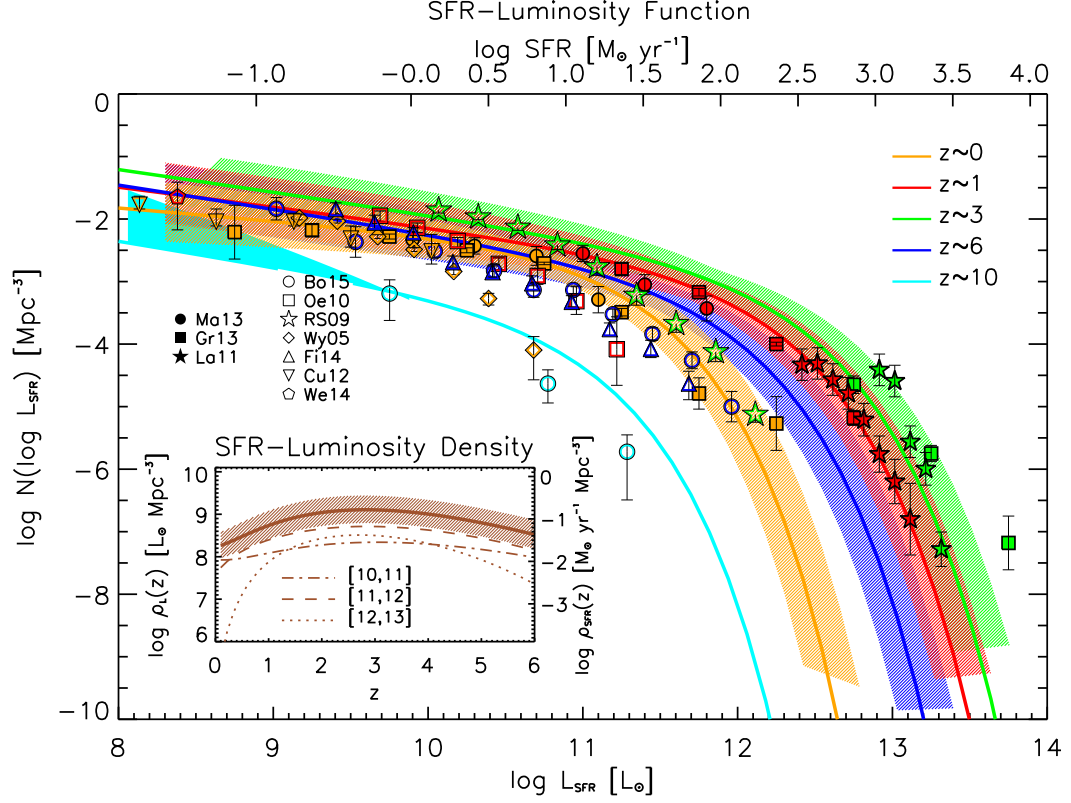 SFR−Luminosity Function
log SFR [M⊙ yr⁻¹]
−1.0 −0.0 0.5 1.0 1.5 2.0 2.5 3.0 3.5 4.0
0
−2
−4
−6
−8
−10
log N(log L_SFR) [Mpc⁻³]
z~0
z~1
z~3
z~6
z~10
Ma13
Gr13
La11
Bo15
Oe10
RS09
Wy05
Fi14
Cu12
We14
SFR−Luminosity Density
10
9
8
7
6
log ρ_L(z) [L⊙ Mpc⁻³]
0
−1
−2
−3
log ρ_SFR(z) [M⊙ yr⁻¹ Mpc⁻³]
[10,11]
[11,12]
[12,13]
0 1 2 3 4 5 6
z
8 9 10 11 12 13 14
log L_SFR [L⊙]